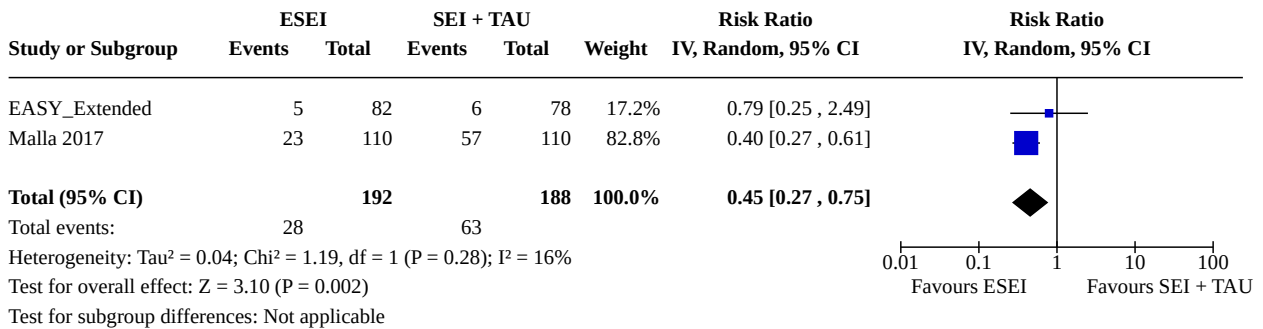 ESEI SEI + TAU Risk Ratio Risk Ratio
Study or Subgroup Events Total Events Total Weight IV, Random, 95% CI IV, Random, 95% CI
EASY_Extended 5 82 6 78 17.2% 0.79 [0.25 , 2.49]
Malla 2017 23 110 57 110 82.8% 0.40 [0.27 , 0.61]
Total (95% CI) 192 188 100.0% 0.45 [0.27 , 0.75]
Total events: 28 63
Heterogeneity: Tau² = 0.04; Chi² = 1.19, df = 1 (P = 0.28); I² = 16%
0.01 0.1 1 10 100
Test for overall effect: Z = 3.10 (P = 0.002)
Favours ESEI Favours SEI + TAU
Test for subgroup differences: Not applicable